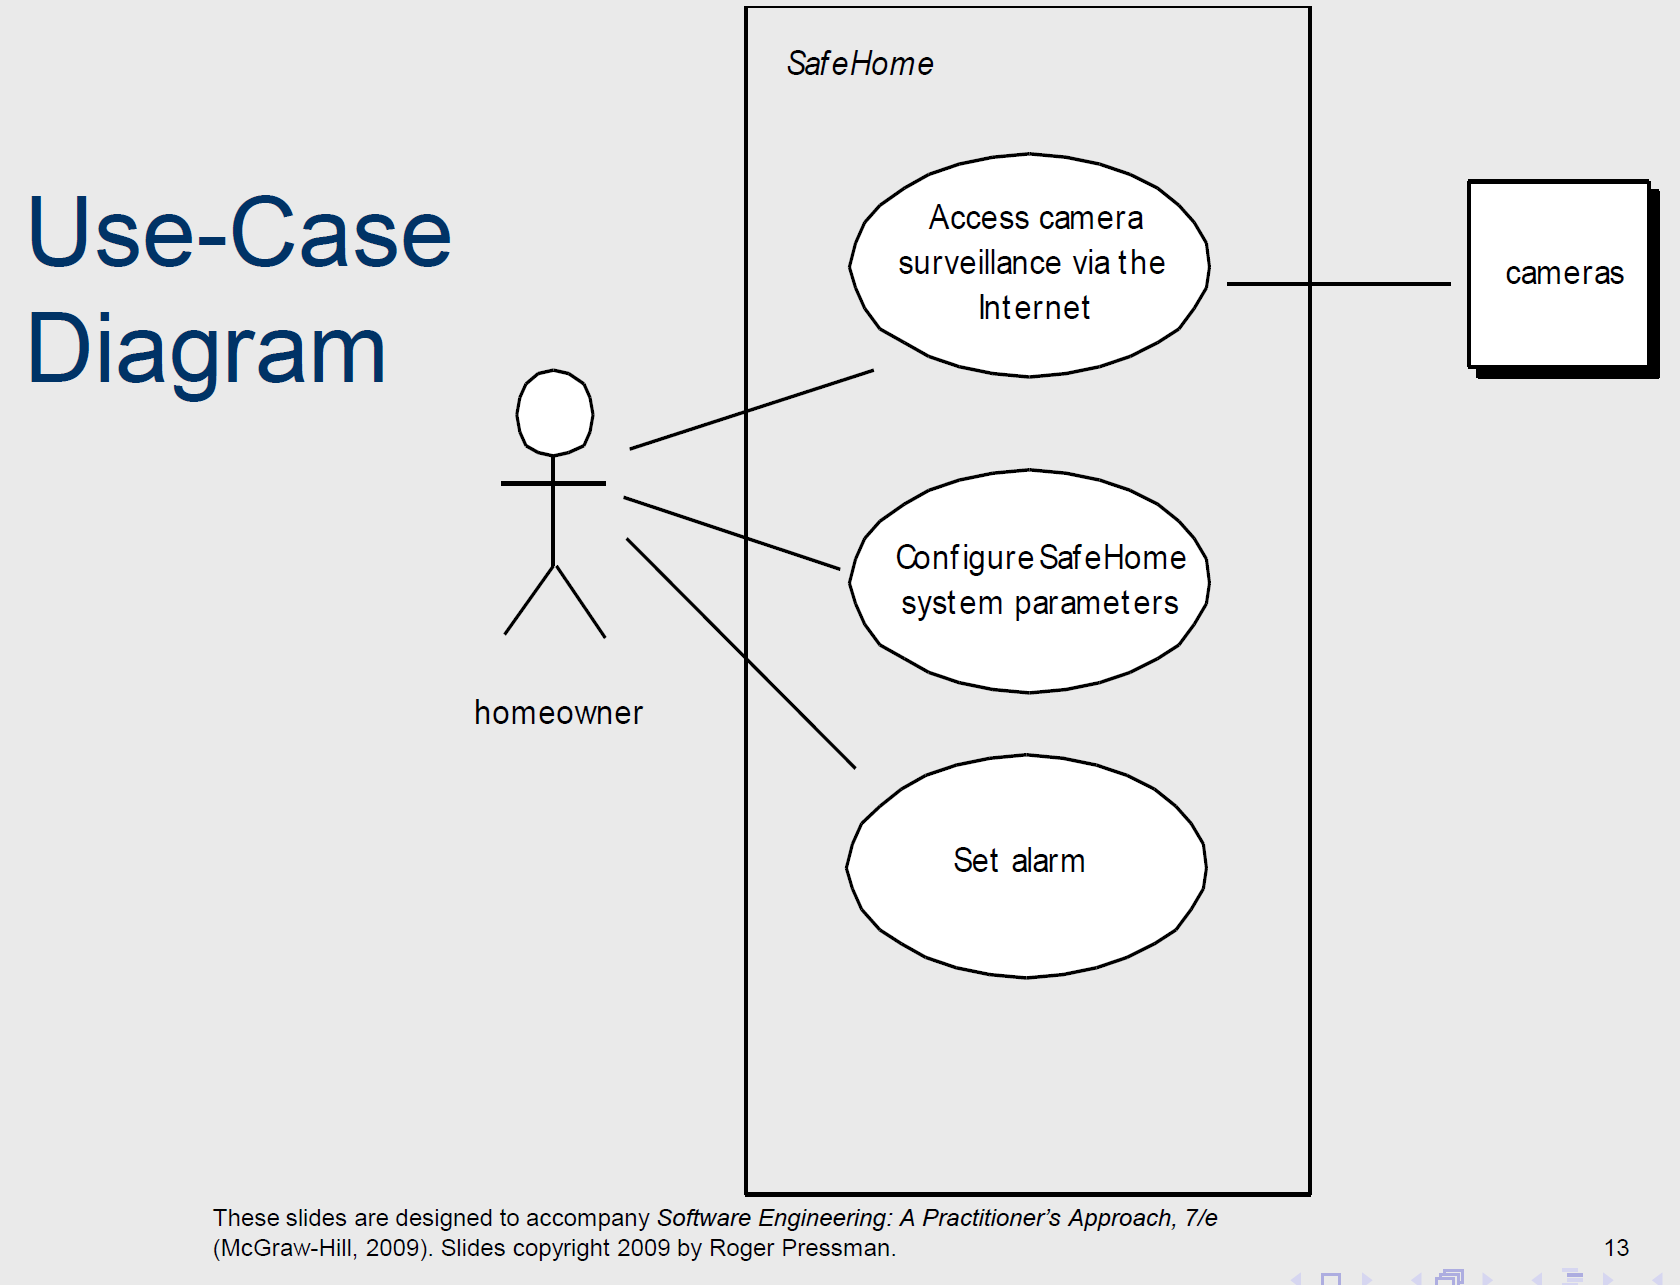 Use-Case
Diagram
SafeHome
Access camera
surveillance via the
Internet
cameras
Configure SafeHome
system parameters
homeowner
Set alarm
These slides are designed to accompany Software Engineering: A Practitioner's Approach, 7/e
(McGraw-Hill, 2009). Slides copyright 2009 by Roger Pressman.
13